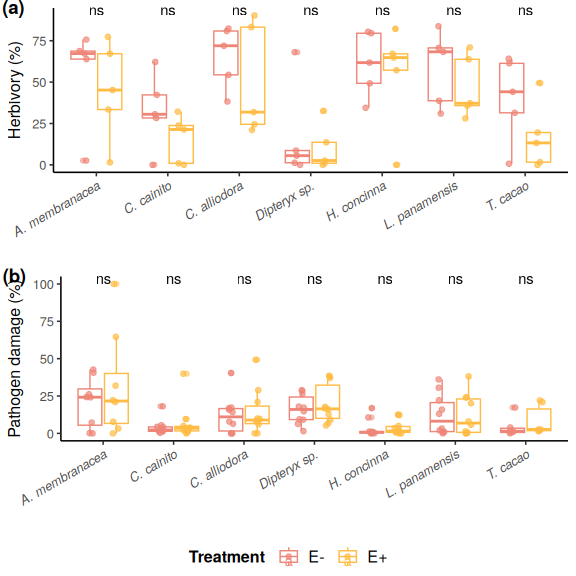 (a)
ns ns ns ns ns ns ns
Herbivory (%)
75
50
25
0
A. membranacea C. cainito C. alliodora Dipteryx sp. H. concinna L. panamensis T. cacao
(b)
ns ns ns ns ns ns ns
Pathogen damage (%)
100
75
50
25
0
A. membranacea C. cainito C. alliodora Dipteryx sp. H. concinna L. panamensis T. cacao
Treatment E- E+